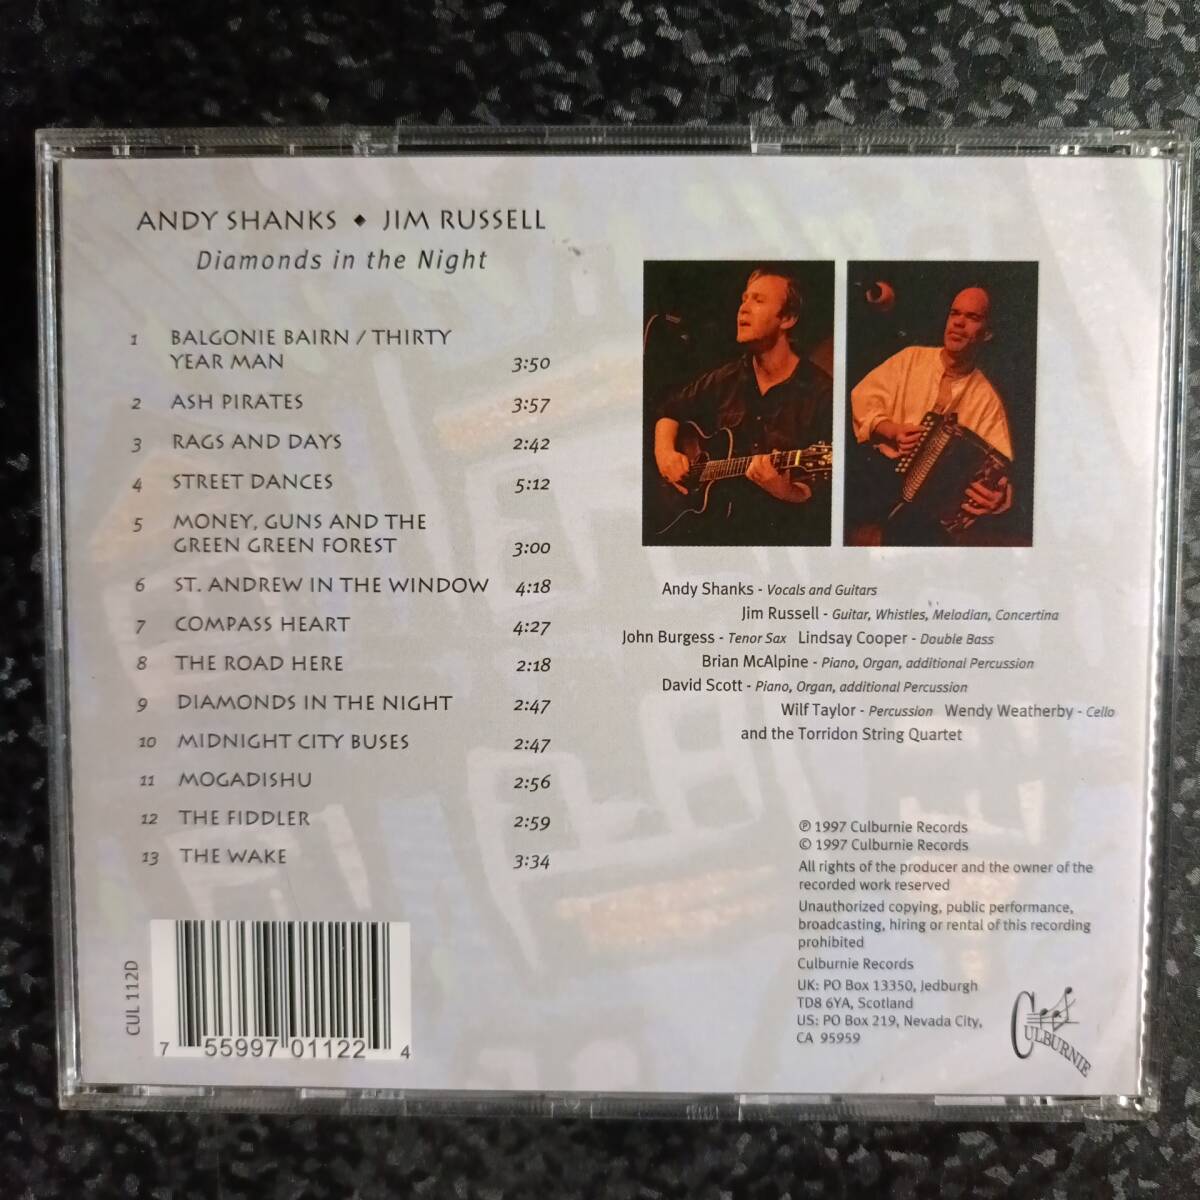 ANDY SHANKS ◆ JIM RUSSELL
Diamonds in the Night
1 BALGONIE BAIRN / THIRTY
YEAR MAN 3:50
2 ASH PIRATES 3:57
3 RAGS AND DAYS 2:42
4 STREET DANCES 5:12
5 MONEY, GUNS AND THE
GREEN GREEN FOREST 3:00
6 ST. ANDREW IN THE WINDOW 4:18
7 COMPASS HEART 4:27
8 THE ROAD HERE 2:18
9 DIAMONDS IN THE NIGHT 2:47
10 MIDNIGHT CITY BUSES 2:47
11 MOGADISHU 2:56
12 THE FIDDLER 2:59
13 THE WAKE 3:34
Andy Shanks - Vocals and Guitars
Jim Russell - Guitar, Whistles, Melodian, Concertina
John Burgess - Tenor Sax Lindsay Cooper - Double Bass
Brian McAlpine - Piano, Organ, additional Percussion
David Scott - Piano, Organ, additional Percussion
Wilf Taylor - Percussion Wendy Weatherby - Cello
and the Torridon String Quartet
℗ 1997 Culburnie Records
© 1997 Culburnie Records
All rights of the producer and the owner of the
recorded work reserved
Unauthorized copying, public performance,
broadcasting, hiring or rental of this recording
prohibited
Culburnie Records
UK: PO Box 13350, Jedburgh
TD8 6YA, Scotland
US: PO Box 219, Nevada City,
CA 95959
CULBURNIE
CUL 112D
7 55997 01122 4